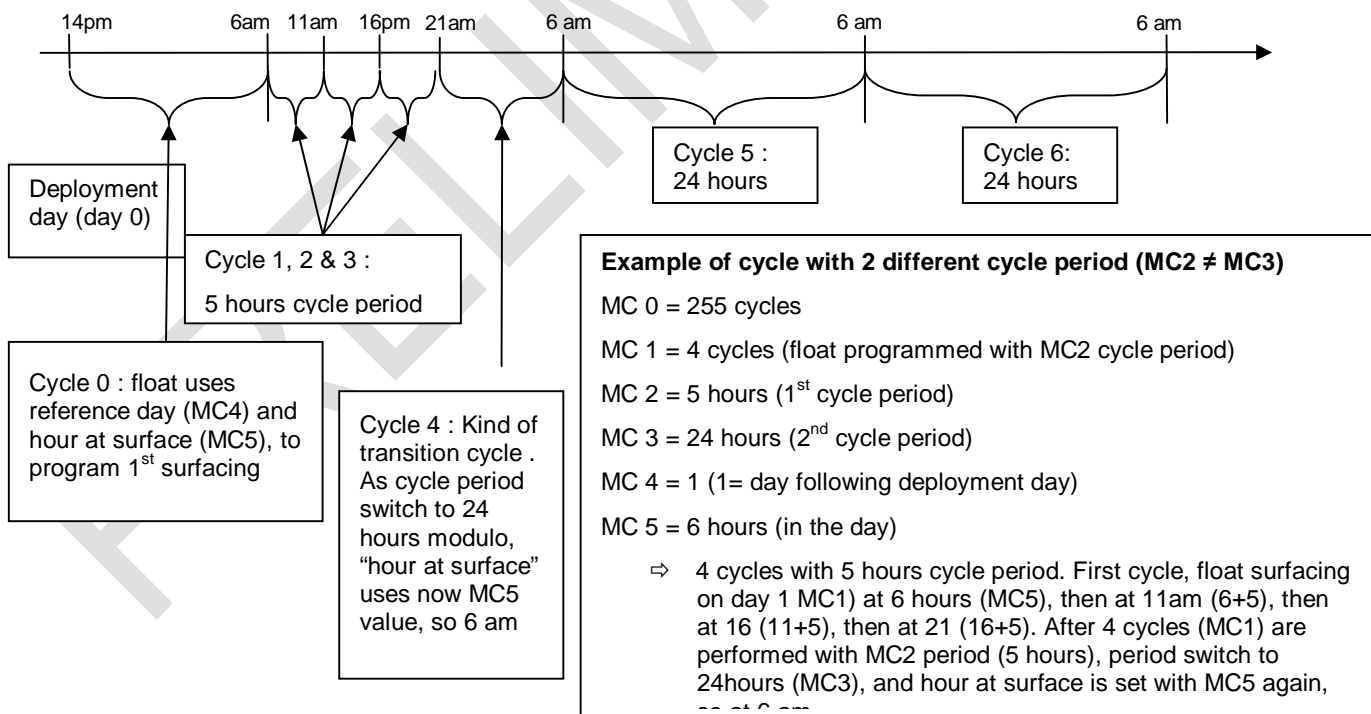 14pm 6am 11am 16pm 21am 6 am 6 am 6 am
Deployment
day (day 0)
Cycle 1, 2 & 3 :
5 hours cycle period
Cycle 5 :
24 hours
Cycle 6:
24 hours
Cycle 0 : float uses
reference day (MC4) and
hour at surface (MC5), to
program 1st surfacing
Cycle 4 : Kind of
transition cycle .
As cycle period
switch to 24
hours modulo,
“hour at surface”
uses now MC5
value, so 6 am
Example of cycle with 2 different cycle period (MC2 ≠ MC3)
MC 0 = 255 cycles
MC 1 = 4 cycles (float programmed with MC2 cycle period)
MC 2 = 5 hours (1st cycle period)
MC 3 = 24 hours (2nd cycle period)
MC 4 = 1 (1= day following deployment day)
MC 5 = 6 hours (in the day)
⇨ 4 cycles with 5 hours cycle period. First cycle, float surfacing
on day 1 MC1) at 6 hours (MC5), then at 11am (6+5), then
at 16 (11+5), then at 21 (16+5). After 4 cycles (MC1) are
performed with MC2 period (5 hours), period switch to
24hours (MC3), and hour at surface is set with MC5 again,
so at 6 am